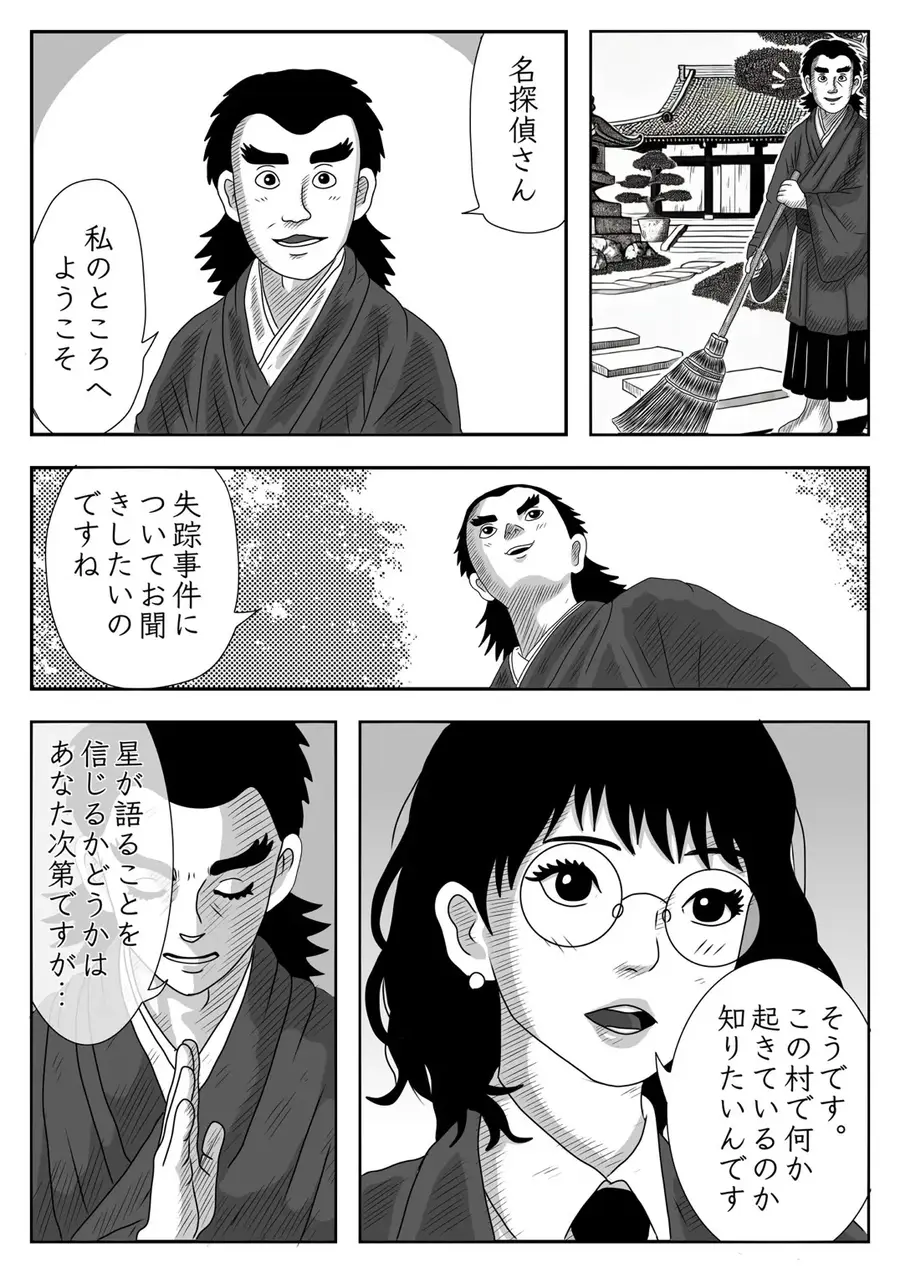 名探偵さん
私のところへ
ようこそ
失踪事件に
ついてお聞
きしたいの
ですね
そうです。
この村で何か
起きているのか
知りたいんです
星が語ることを
信じるかどうかは
あなた次第ですが…